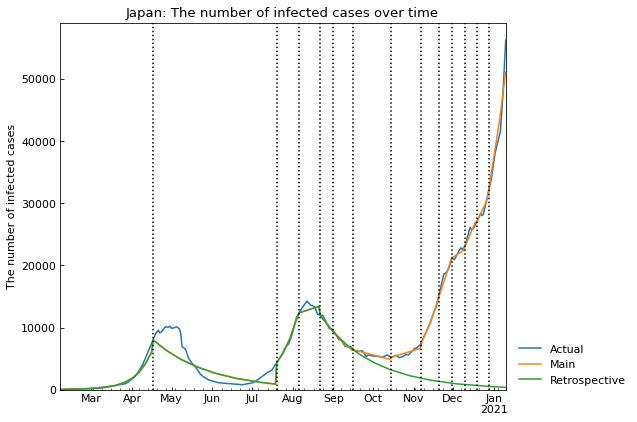 Japan: The number of infected cases over time
The number of infected cases
50000
40000
30000
20000
10000
0
Mar Apr May Jun Jul Aug Sep Oct Nov Dec Jan
2021
Actual
Main
Retrospective